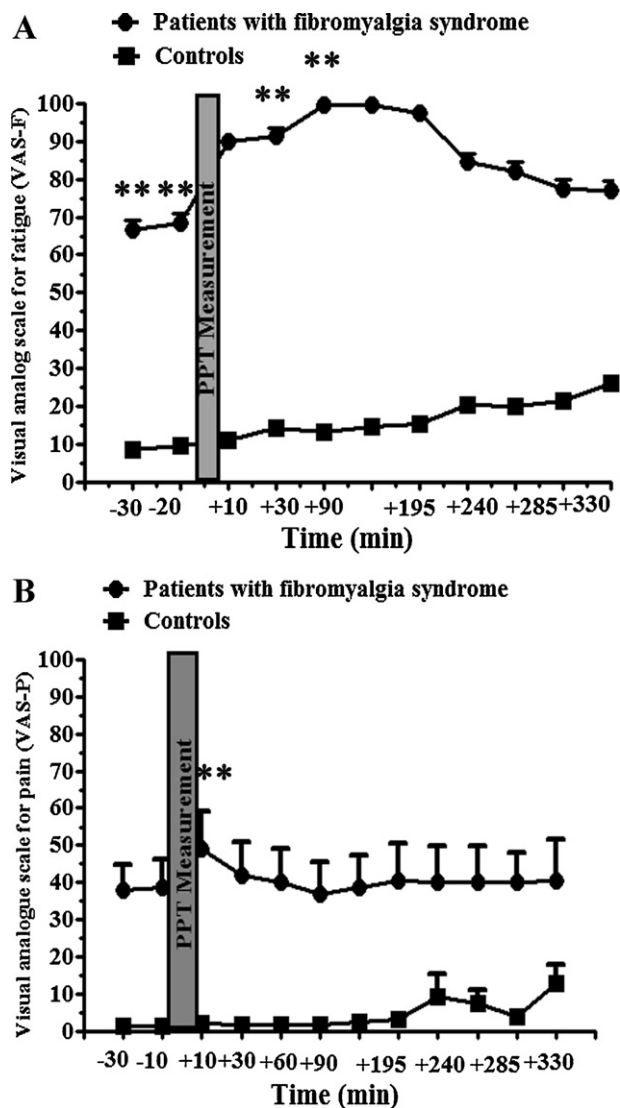 A
Patients with fibromyalgia syndrome
Controls
Visual analog scale for fatigue (VAS-F)
100
90
80
70
60
50
40
30
20
10
0
** ** ** **
PPT Measurement
-30 -20 +10 +30 +90 +195 +240 +285 +330
Time (min)
B
Patients with fibromyalgia syndrome
Controls
Visual analogue scale for pain (VAS-P)
100
90
80
70
60
50
40
30
20
10
0
**
PPT Measurement
-30 -10 +10 +30 +60 +90 +195 +240 +285 +330
Time (min)